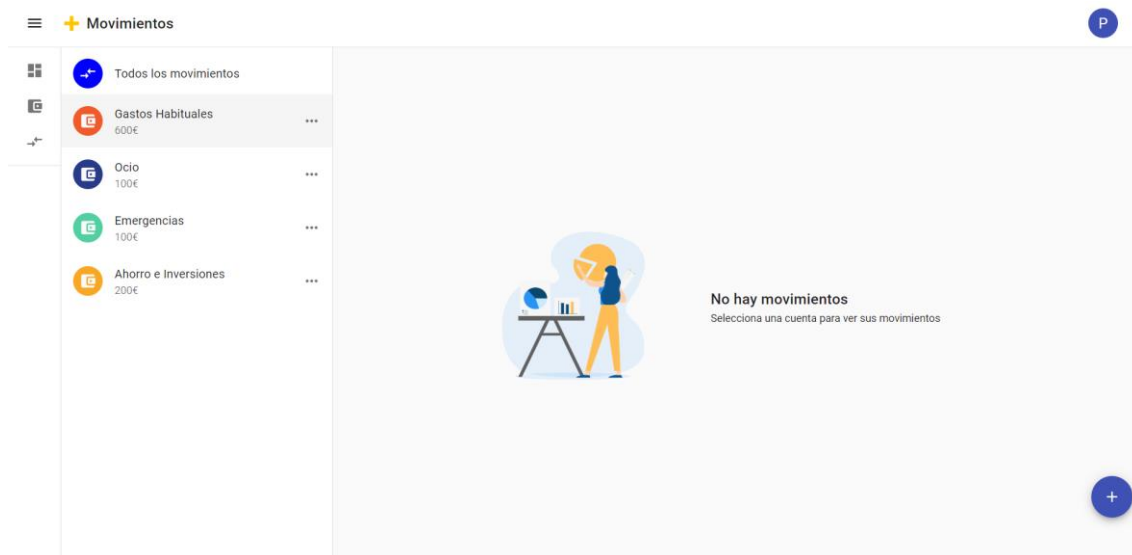 Movimientos
P
Todos los movimientos
Gastos Habituales
600€
Ocio
100€
Emergencias
100€
Ahorro e Inversiones
200€
No hay movimientos
Selecciona una cuenta para ver sus movimientos